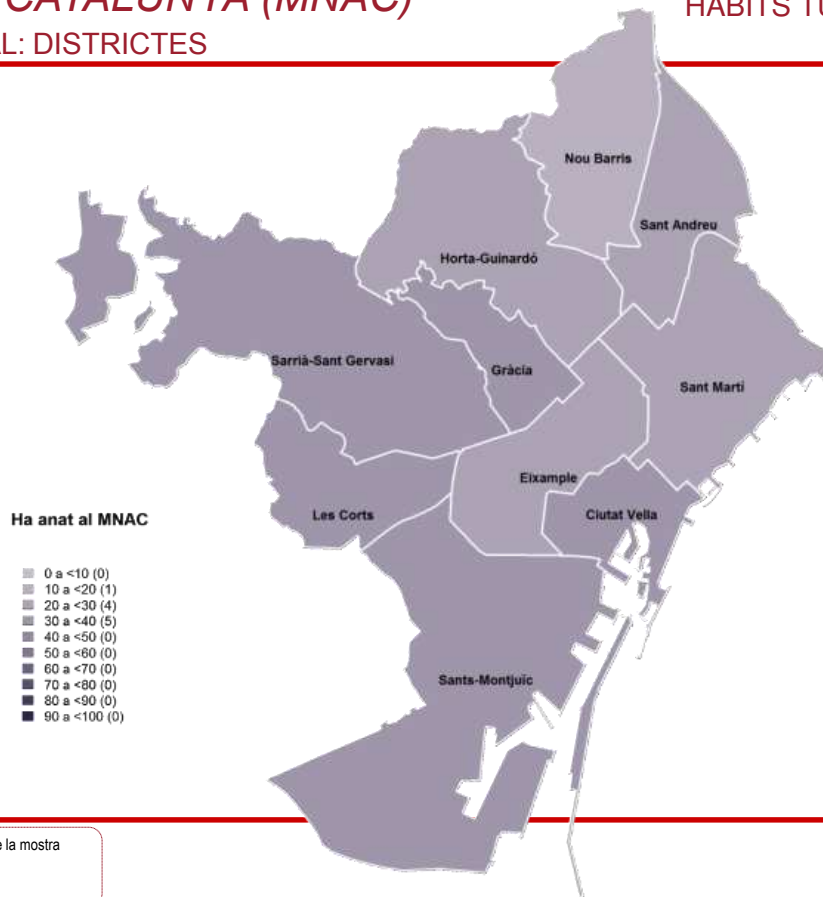 CATALUNYA (MNAC)
HÀBITS TU
L: DISTRICTES
Nou Barris
Sant Andreu
Horta-Guinardó
Sarrià-Sant Gervasi
Gràcia
Sant Martí
Eixample
Les Corts
Ciutat Vella
Sants-Montjuïc
Ha anat al MNAC
0 a <10 (0)
10 a <20 (1)
20 a <30 (4)
30 a <40 (5)
40 a <50 (0)
50 a <60 (0)
60 a <70 (0)
70 a <80 (0)
80 a <90 (0)
90 a <100 (0)
e la mostra